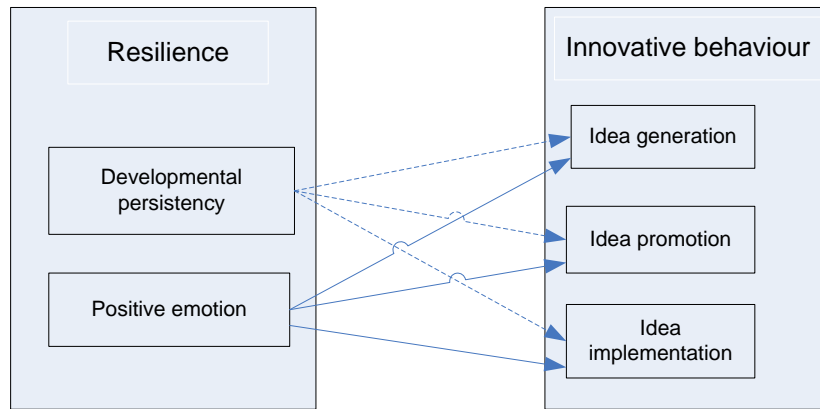 Resilience
Developmental
persistency
Positive emotion
Innovative behaviour
Idea generation
Idea promotion
Idea
implementation